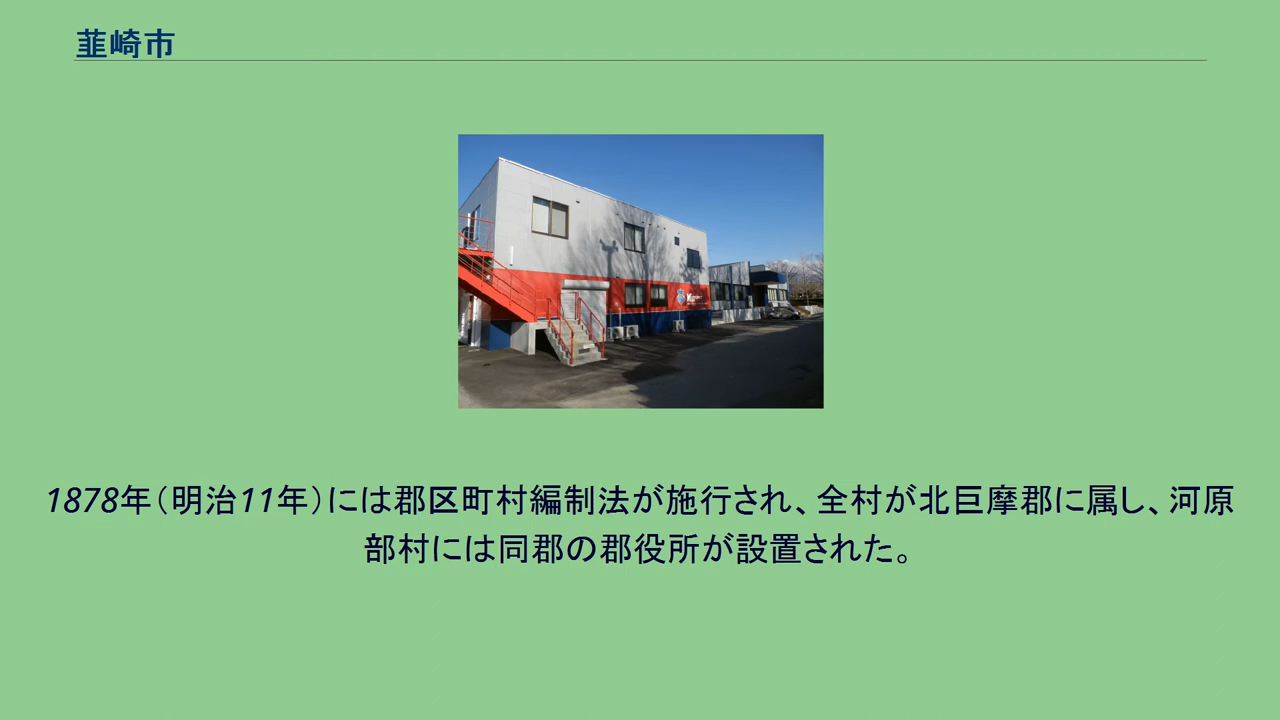 韮崎市
1878年（明治11年）には郡区町村編制法が施行され、全村が北巨摩郡に属し、河原
部村には同郡の郡役所が設置された。